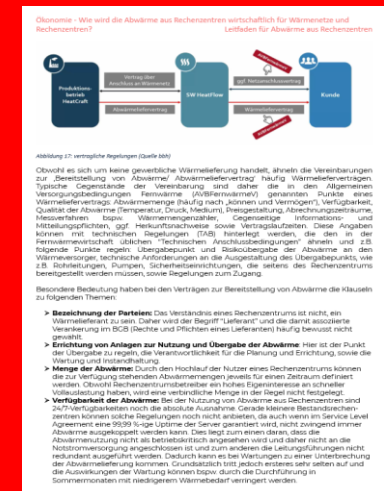 Ökonomie - Wie wird die Abwärme aus Rechenzentren wirtschaftlich für Wärmenetze und
Rechenzentren? Leitfaden für Abwärme aus Rechenzentren
Produktions-
betrieb
HeatCraft
Vertrag über
Anschluss an Wärmenetz
Abwärmeliefervertrag
SW HeatFlow
ggf. Netzanschlussvertrag
Wärmeliefervertrag
Kunde
Abbildung 17: vertragliche Regelungen (Quelle bbh)
Obwohl es sich um keine gewerbliche Wärmelieferung handelt, ähneln die Vereinbarungen
zur „Bereitstellung von Abwärme/ Abwärmeliefervertrag" häufig Wärmelieferverträgen.
Typische Gegenstände der Vereinbarung sind daher die in den Allgemeinen
Versorgungsbedingungen Fernwärme (AVBFernwärmeV) genannten Punkte eines
Wärmeliefervertrags: Abwärmemenge (häufig nach „können und Vermögen"), Verfügbarkeit,
Qualität der Abwärme (Temperatur, Druck, Medium), Preisgestaltung, Abrechnungszeiträume,
Messverfahren bspw. Wärmemengenzähler, Gegenseitige Informations- und
Mitteilungspflichten, ggf. Herkunftsnachweise sowie Vertragslaufzeiten. Diese Angaben
können mit technischen Regelungen (TAB) hinterlegt werden, die den in der
Fernwärmewirtschaft üblichen "Technischen Anschlussbedingungen" ähneln und z.B.
folgende Punkte regeln: Übergabepunkt und Risikoübergabe der Abwärme an den
Wärmeversorger, technische Anforderungen an die Ausgestaltung des Übergabepunkts, wie
z.B. Rohrleitungen, Pumpen, Sicherheitseinrichtungen, die seitens des Rechenzentrums
bereitgestellt werden müssen, sowie Regelungen zum Zugang.
Besondere Bedeutung haben bei den Verträgen zur Bereitstellung von Abwärme die Klauseln
zu folgenden Themen:
➤ Bezeichnung der Parteien: Das Verständnis eines Rechenzentrums ist nicht, ein
Wärmelieferant zu sein. Daher wird der Begriff "Lieferant" und die damit assoziierte
Verankerung im BGB (Rechte und Pflichten eines Lieferanten) häufig bewusst nicht
gewählt.
➤ Errichtung von Anlagen zur Nutzung und Übergabe der Abwärme: Hier ist der Punkt
der Übergabe zu regeln, die Verantwortlichkeit für die Planung und Errichtung, sowie die
Wartung und Instandhaltung.
➤ Menge der Abwärme: Durch den Hochlauf der Nutzer eines Rechenzentrums können
die zur Verfügung stehenden Abwärmemengen jeweils für einen Zeitraum definiert
werden. Obwohl Rechenzentrumsbetreiber ein hohes Eigeninteresse an schneller
Vollauslastung haben, wird eine verbindliche Menge in der Regel nicht festgelegt.
➤ Verfügbarkeit der Abwärme: Bei der Nutzung von Abwärme aus Rechenzentren sind
24/7-Verfügbarkeiten noch die absolute Ausnahme. Gerade kleinere Bestandsrechen-
zentren können solche Regelungen noch nicht anbieten, da auch wenn im Service Level
Agreement eine 99,99 %-ige Uptime der Server garantiert wird, nicht zwingend immer
Abwärme ausgekoppelt werden kann. Dies liegt zum einen daran, dass die
Abwärmenutzung nicht als betriebskritisch angesehen wird und daher nicht an die
Notstromversorgung angeschlossen ist und zum anderen die Leitungsführungen nicht
redundant ausgeführt werden. Dadurch kann es bei Wartungen zu einer Unterbrechung
der Abwärmelieferung kommen. Grundsätzlich tritt jedoch ersteres sehr selten auf und
die Auswirkungen der Wartung können bspw. durch die Durchführung in
Sommermonaten mit niedrigerem Wärmebedarf verringert werden.